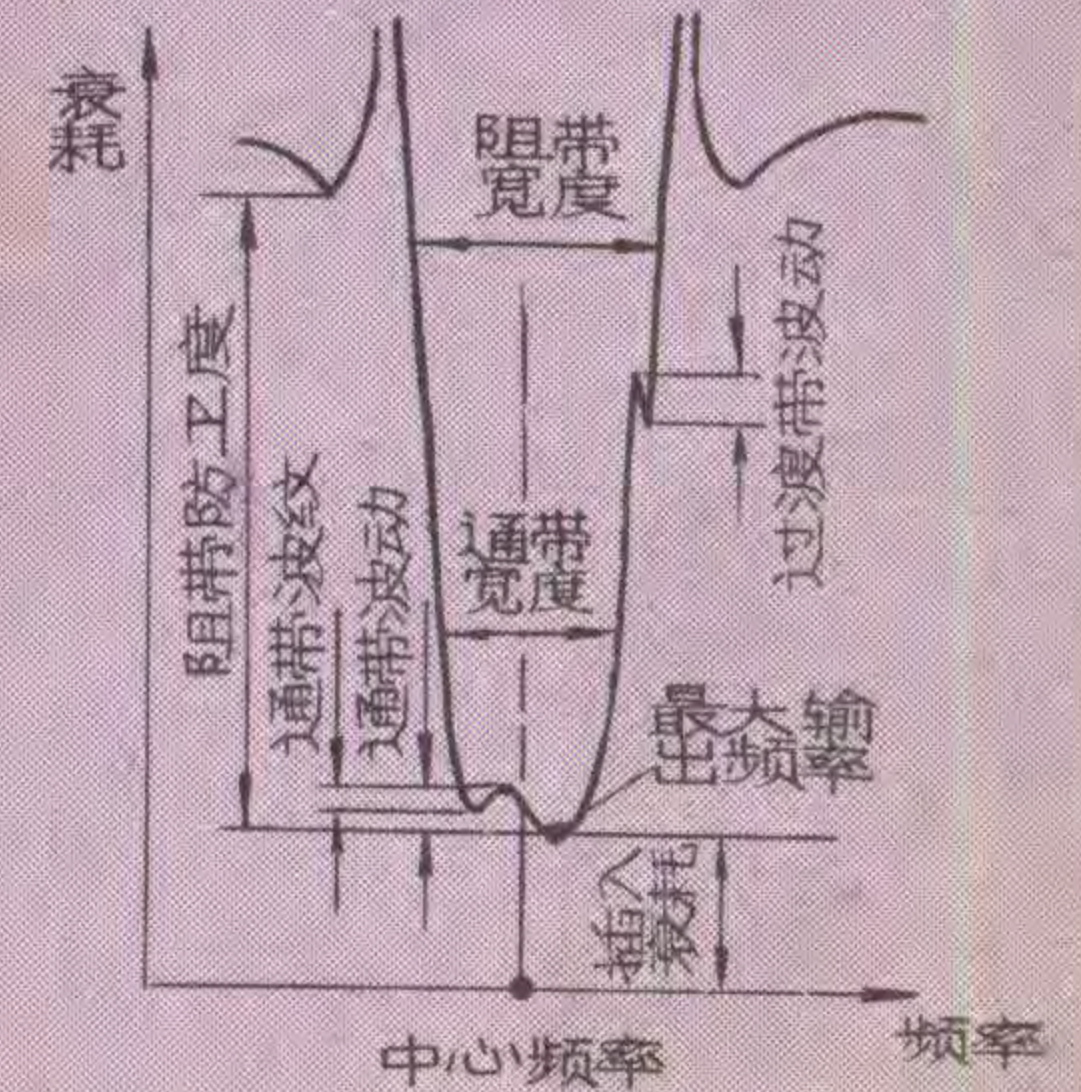 衰
耗
阻带
宽度
阻带防卫度
过渡带波动
通带波纹
通带波动
通带
宽度
最大输
出频率
插入
衰耗
中心频率
频率